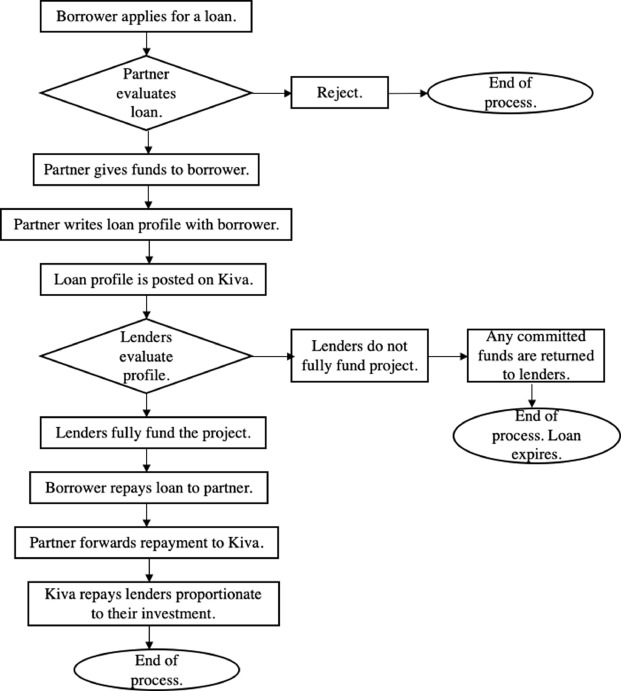 Borrower applies for a loan.
Partner
evaluates
loan.
Reject.
End of
process.
Partner gives funds to borrower.
Partner writes loan profile with borrower.
Loan profile is posted on Kiva.
Lenders
evaluate
profile.
Lenders do not
fully fund project.
Any committed
funds are returned
to lenders.
End of
process. Loan
expires.
Lenders fully fund the project.
Borrower repays loan to partner.
Partner forwards repayment to Kiva.
Kiva repays lenders proportionate
to their investment.
End of
process.